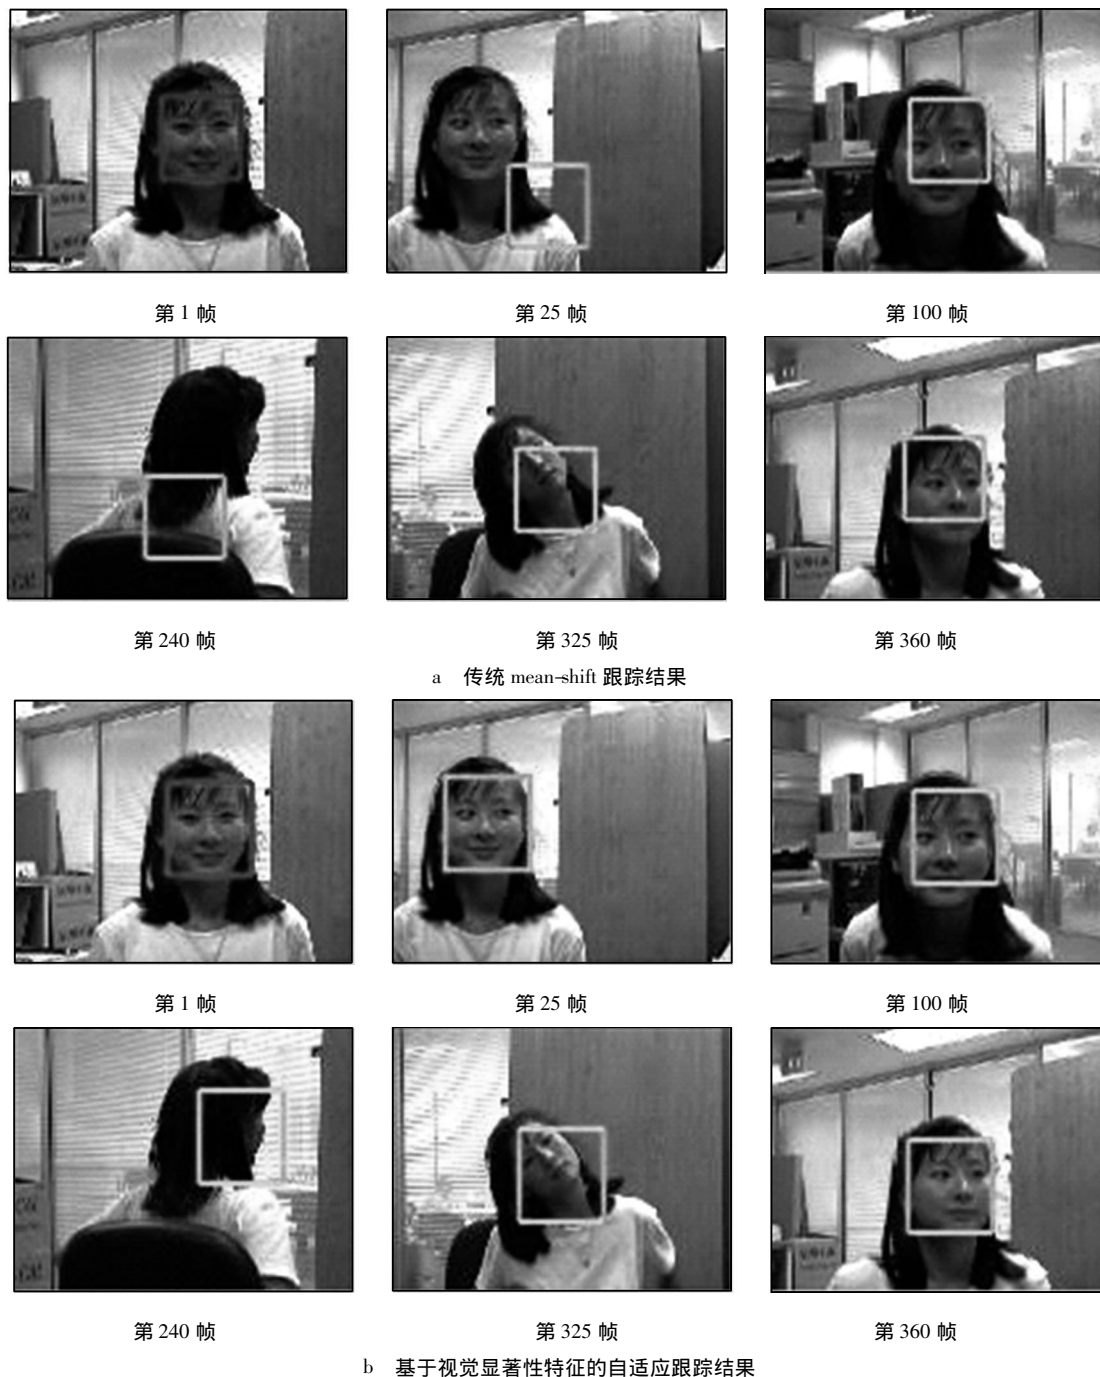 第 1 帧 第 25 帧 第 100 帧
第 240 帧 第 325 帧 第 360 帧
a 传统 mean-shift 跟踪结果
第 1 帧 第 25 帧 第 100 帧
第 240 帧 第 325 帧 第 360 帧
b 基于视觉显著性特征的自适应跟踪结果